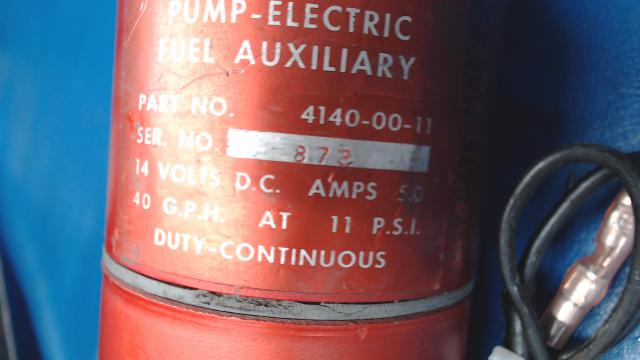 PUMP-ELECTRIC
FUEL AUXILIARY
PART NO. 4140-00-11
SER. NO. 873
14 VOLTS D.C. AMPS 5.0
40 G.P.H. AT 11 P.S.I.
DUTY-CONTINUOUS